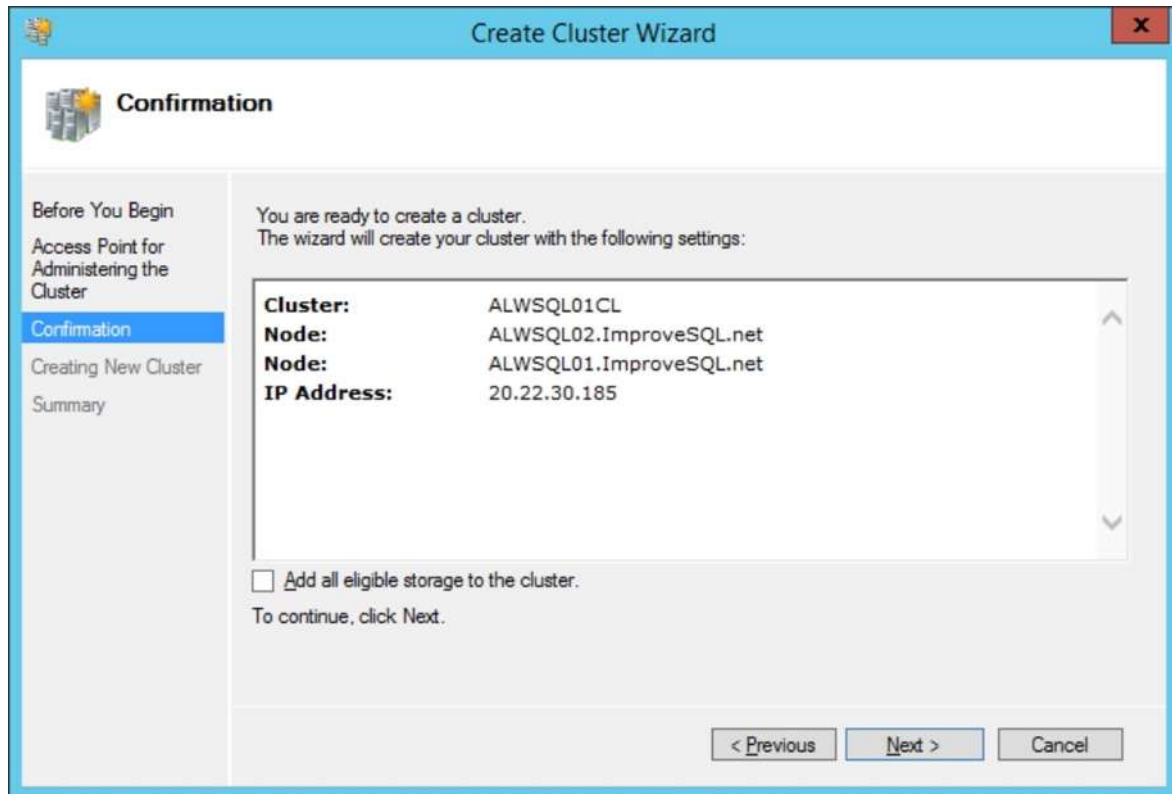 Create Cluster Wizard
x
Confirmation
Before You Begin
Access Point for
Administering the
Cluster
Confirmation
Creating New Cluster
Summary
You are ready to create a cluster.
The wizard will create your cluster with the following settings:
Cluster: ALWSQL01CL
Node: ALWSQL02.ImproveSQL.net
Node: ALWSQL01.ImproveSQL.net
IP Address: 20.22.30.185
Add all eligible storage to the cluster.
To continue, click Next.
< Previous Next > Cancel